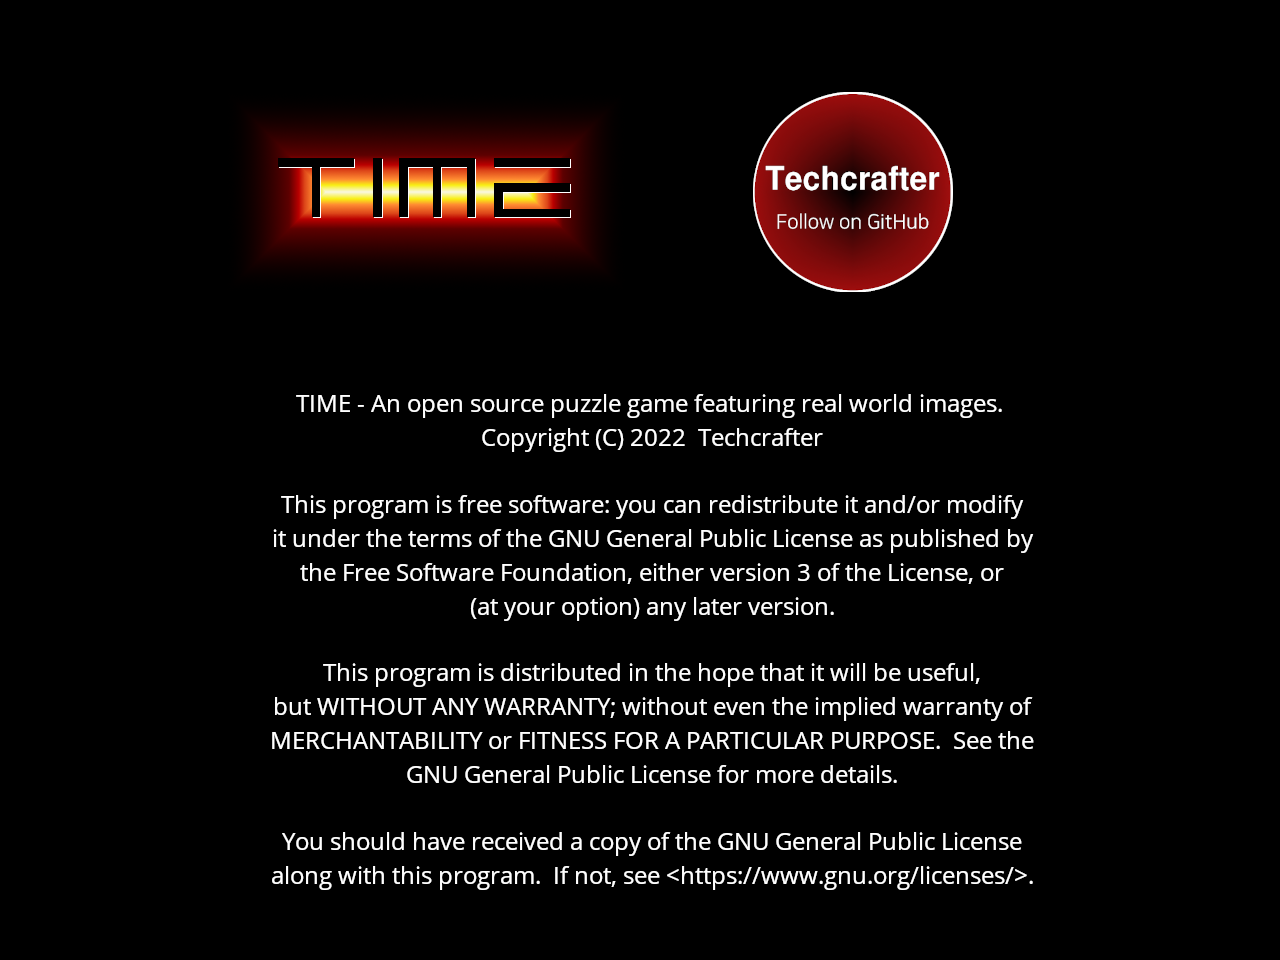 TIME
Techcrafter
Follow on GitHub
TIME - An open source puzzle game featuring real world images.
Copyright (C) 2022  Techcrafter
This program is free software: you can redistribute it and/or modify
it under the terms of the GNU General Public License as published by
the Free Software Foundation, either version 3 of the License, or
(at your option) any later version.
This program is distributed in the hope that it will be useful,
but WITHOUT ANY WARRANTY; without even the implied warranty of
MERCHANTABILITY or FITNESS FOR A PARTICULAR PURPOSE.  See the
GNU General Public License for more details.
You should have received a copy of the GNU General Public License
along with this program.  If not, see <https://www.gnu.org/licenses/>.